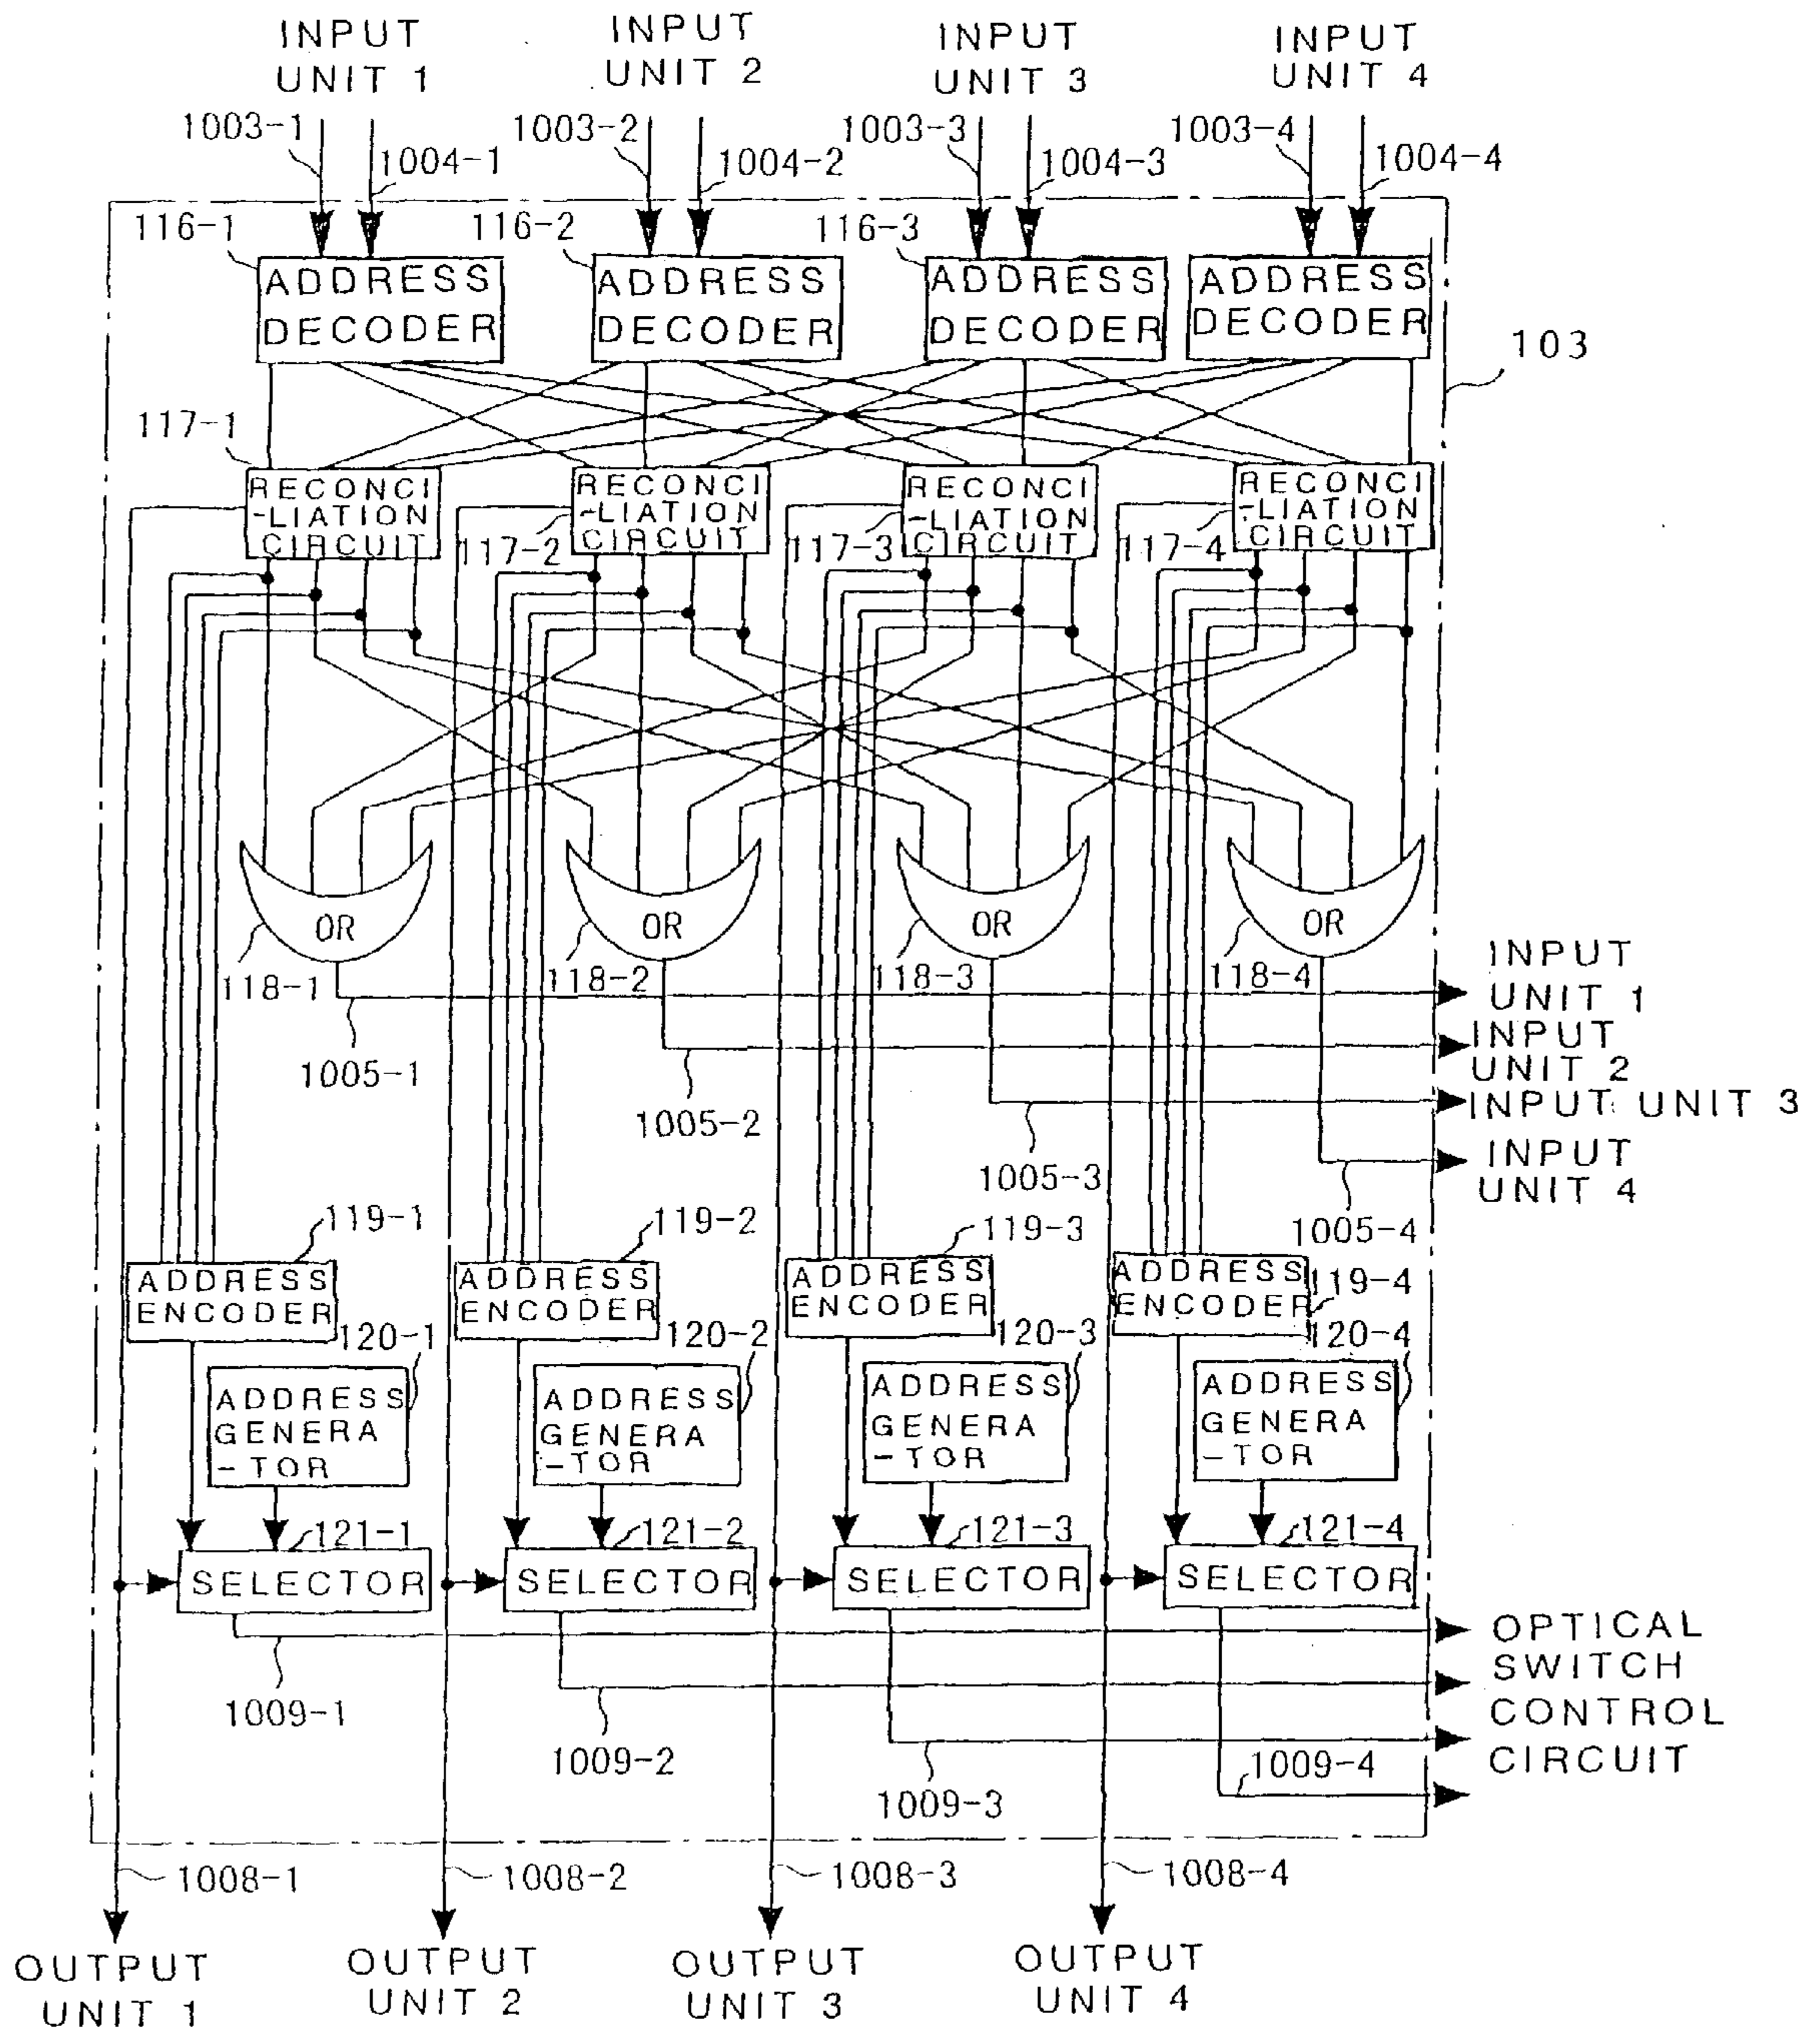 INPUT
UNIT 1
INPUT
UNIT 2
INPUT
UNIT 3
INPUT
UNIT 4
1003-1
1004-1
1003-2
1004-2
1003-3
1004-3
1003-4
1004-4
116-1
116-2
116-3
ADDRESS
DECODER
ADDRESS
DECODER
ADDRESS
DECODER
ADDRESS
DECODER
103
117-1
RECONCI
-LIATION
CIRCUIT
117-2
RECONCI
-LIATION
CIRCUIT
117-3
RECONCI
-LIATION
CIRCUIT
117-4
RECONCI
-LIATION
CIRCUIT
OR
OR
OR
OR
118-1
118-2
118-3
118-4
INPUT
UNIT 1
INPUT
UNIT 2
INPUT UNIT 3
INPUT
UNIT 4
1005-1
1005-2
1005-3
1005-4
119-1
119-2
119-3
119-4
ADDRESS
ENCODER
ADDRESS
ENCODER
ADDRESS
ENCODER
ADDRESS
ENCODER
120-1
120-2
120-3
120-4
ADDRESS
GENERA
-TOR
ADDRESS
GENERA
-TOR
ADDRESS
GENERA
-TOR
ADDRESS
GENERA
-TOR
121-1
121-2
121-3
121-4
SELECTOR
SELECTOR
SELECTOR
SELECTOR
OPTICAL
SWITCH
CONTROL
CIRCUIT
1009-1
1009-2
1009-3
1009-4
1008-1
1008-2
1008-3
1008-4
OUTPUT
UNIT 1
OUTPUT
UNIT 2
OUTPUT
UNIT 3
OUTPUT
UNIT 4